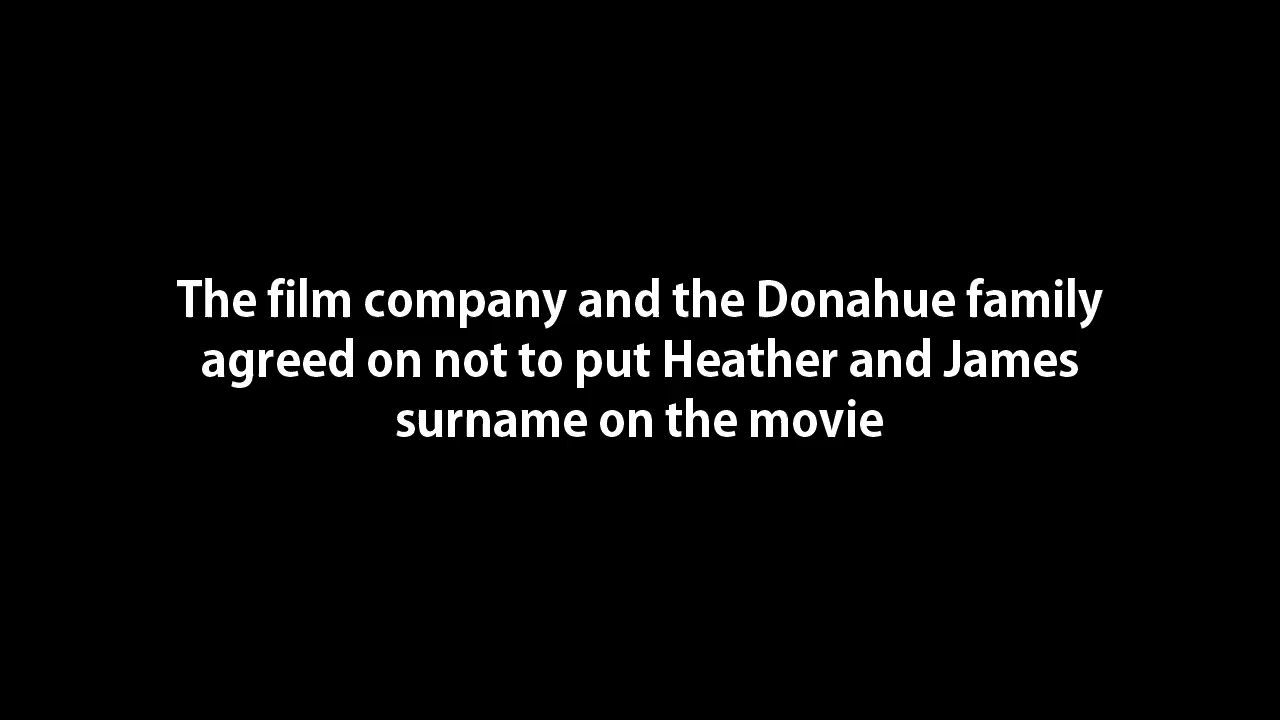 The film company and the Donahue family
agreed on not to put Heather and James
surname on the movie